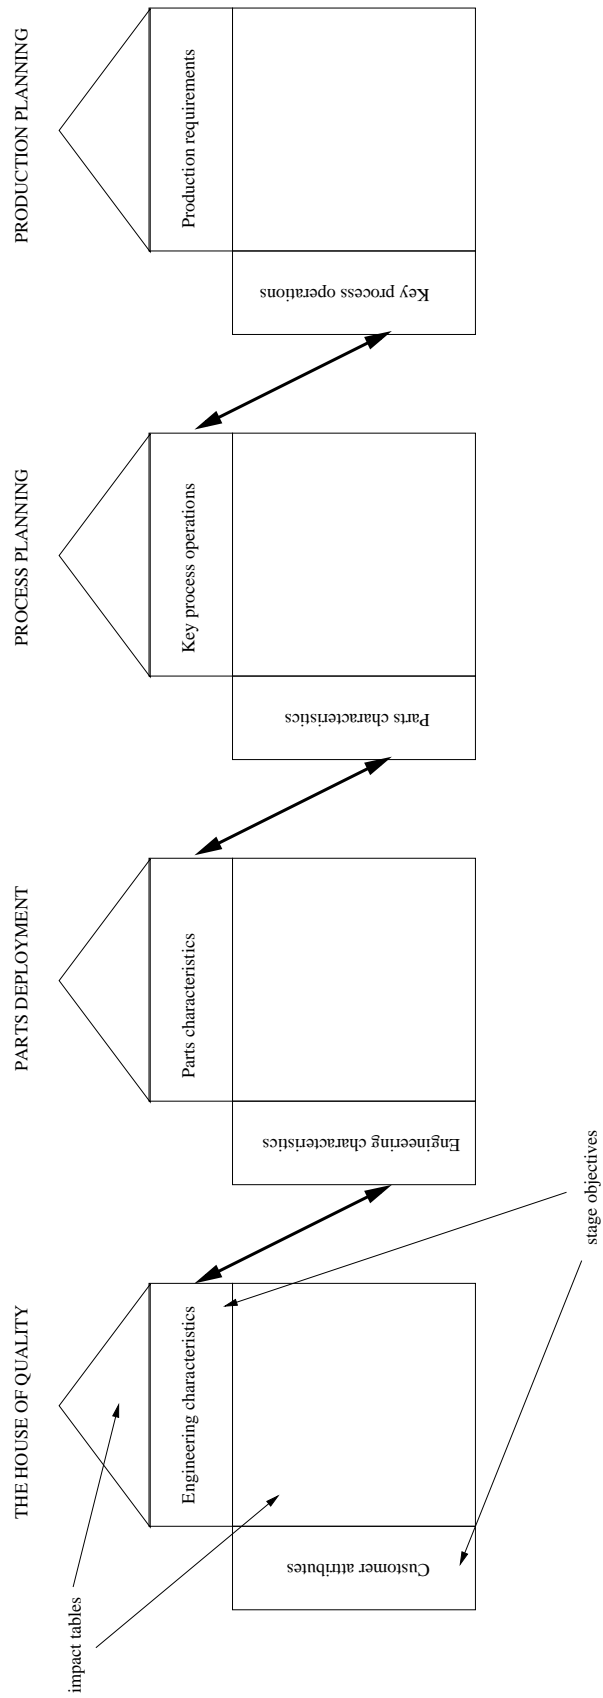 THE HOUSE OF QUALITY
PARTS DEPLOYMENT
PROCESS PLANNING
PRODUCTION PLANNING
impact tables
Engineering characteristics
Customer attributes
Parts characteristics
Engineering characteristics
Key process operations
Parts characteristics
Production requirements
Key process operations
stage objectives